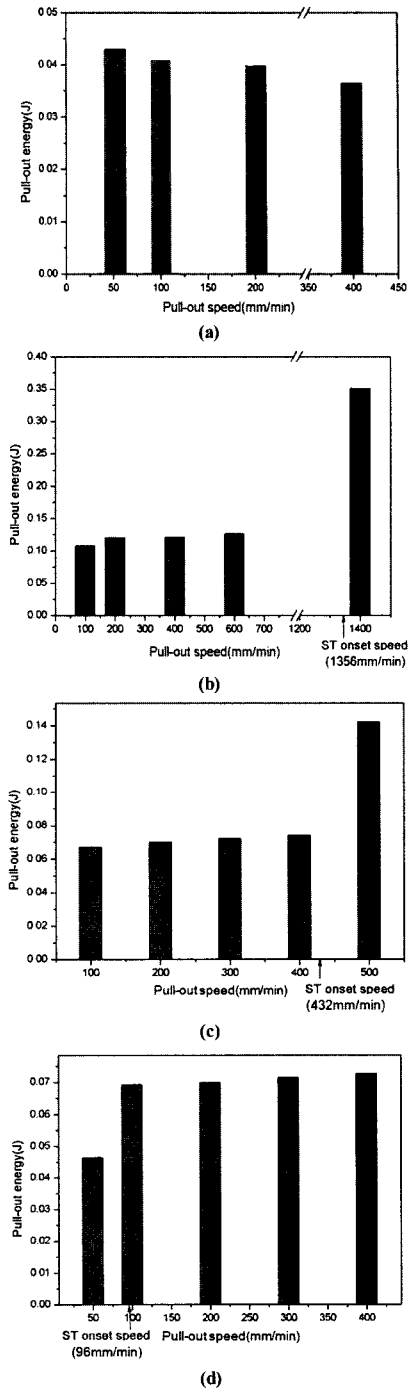 0.05
0.04
0.03
0.02
0.01
0.00
Pull-out energy(J)
0 50 100 150 200 250 350 400 450
Pull-out speed(mm/min)
(a)
0.40
0.35
0.30
0.25
0.20
0.15
0.10
0.05
0.00
Pull-out energy(J)
0 100 200 300 400 500 600 700 1200 1400
Pull-out speed(mm/min)
ST onset speed
(1356mm/min)
(b)
0.14
0.12
0.10
0.08
0.06
0.04
0.02
0.00
Pull-out energy(J)
100 200 300 400 500
Pull-out speed(mm/min)
ST onset speed
(432mm/min)
(c)
0.07
0.06
0.05
0.04
0.03
0.02
0.01
0.00
Pull-out energy(J)
50 100 150 200 250 300 350 400
ST onset speed
(96mm/min)
Pull-out speed(mm/min)
(d)